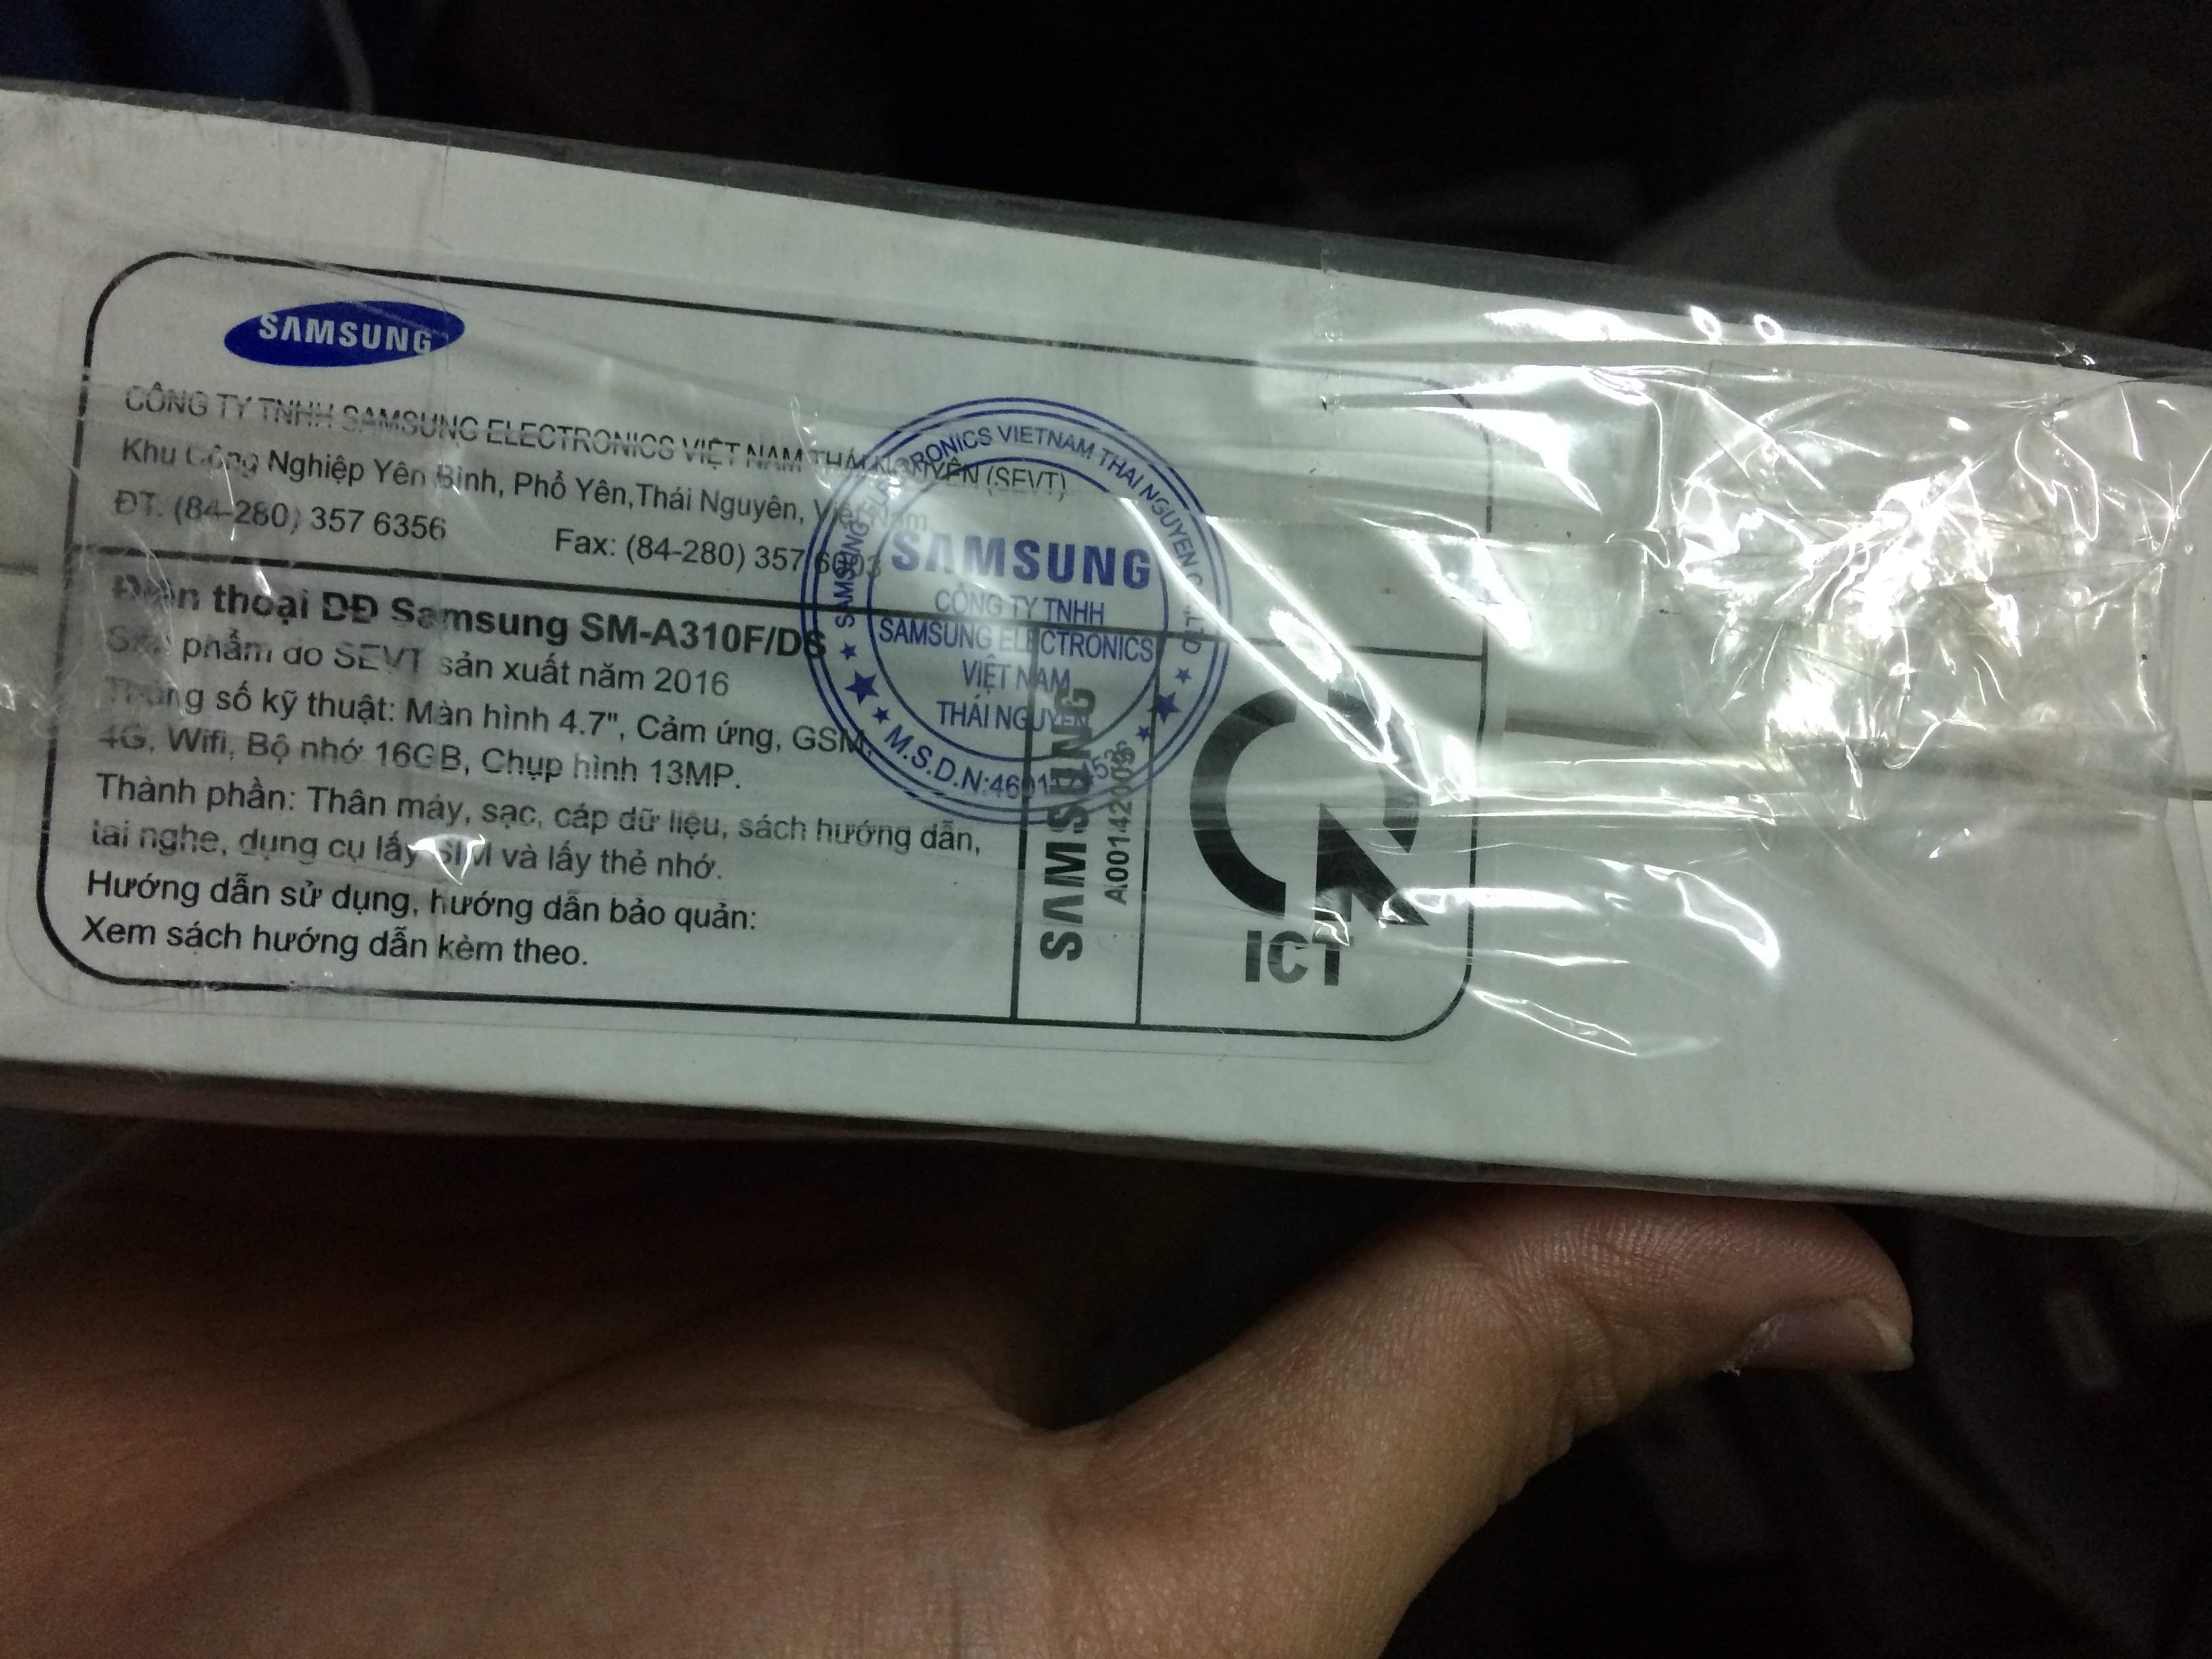 SAMSUNG
CÔNG TY TNHH SAMSUNG ELECTRONICS VIỆT NAM THÁI NGUYÊN (SEVT)
Khu Công Nghiệp Yên Bình, Phổ Yên,Thái Nguyên, Việt Nam
ĐT: (84-280) 357 6356 Fax: (84-280) 357 6003
Điện thoại DĐ Samsung SM-A310F/DS
Sản phẩm do SEVT sản xuất năm 2016
Thông số kỹ thuật: Màn hình 4.7", Cảm ứng, GSM,
4G, Wifi, Bộ nhớ 16GB, Chụp hình 13MP.
Thành phần: Thân máy, sạc, cáp dữ liệu, sách hướng dẫn,
tai nghe, dụng cụ lấy SIM và lấy thẻ nhớ.
Hướng dẫn sử dụng, hướng dẫn bảo quản:
Xem sách hướng dẫn kèm theo.
SAMSUNG VIETNAM THAI NGUYEN
SAMSUNG
CÔNG TY TNHH
SAMSUNG ELECTRONICS
VIỆT NAM
THÁI NGUYÊN
M.S.D.N:
SAMSUNG
ICT